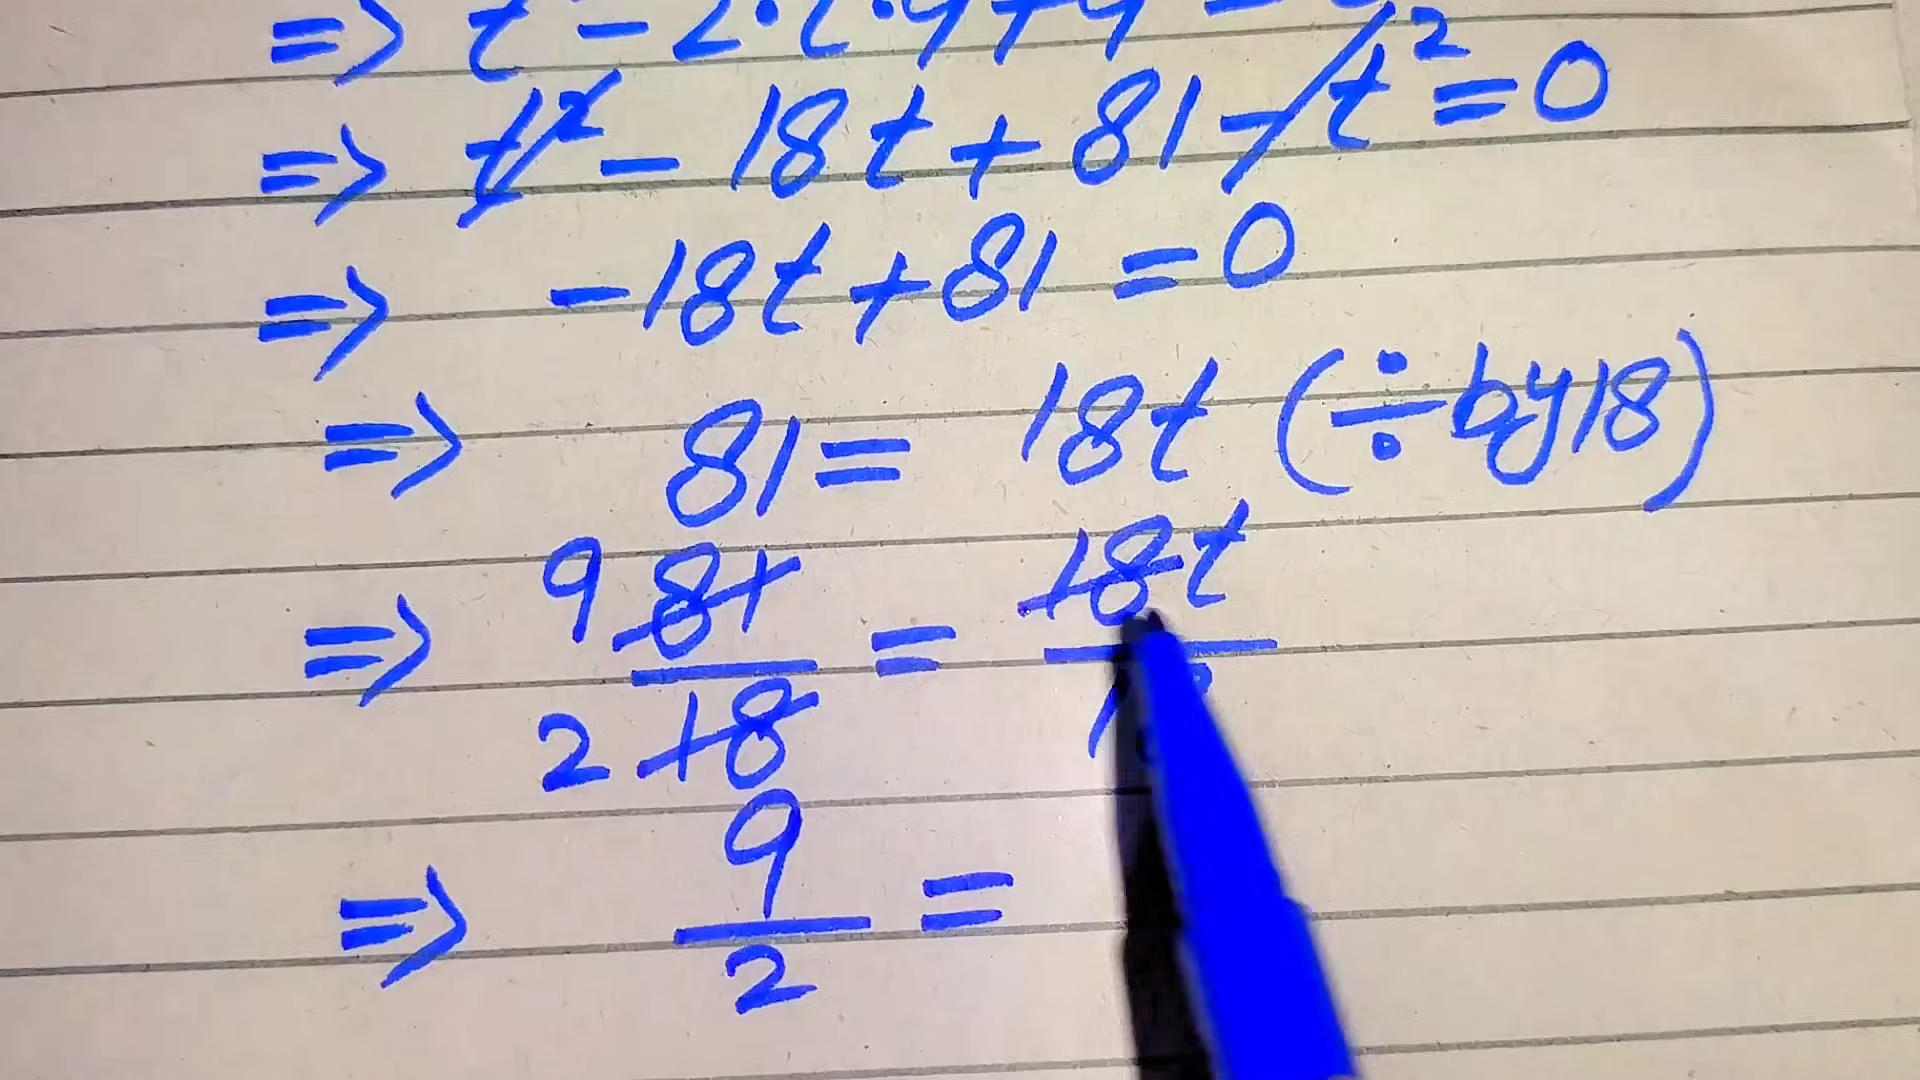 => t² - 18t + 81 - t² = 0
=> -18t + 81 = 0
=> 81 = 18t (÷ by 18)
=> 9 81/2 18 = 18t/
=> 9/2 =